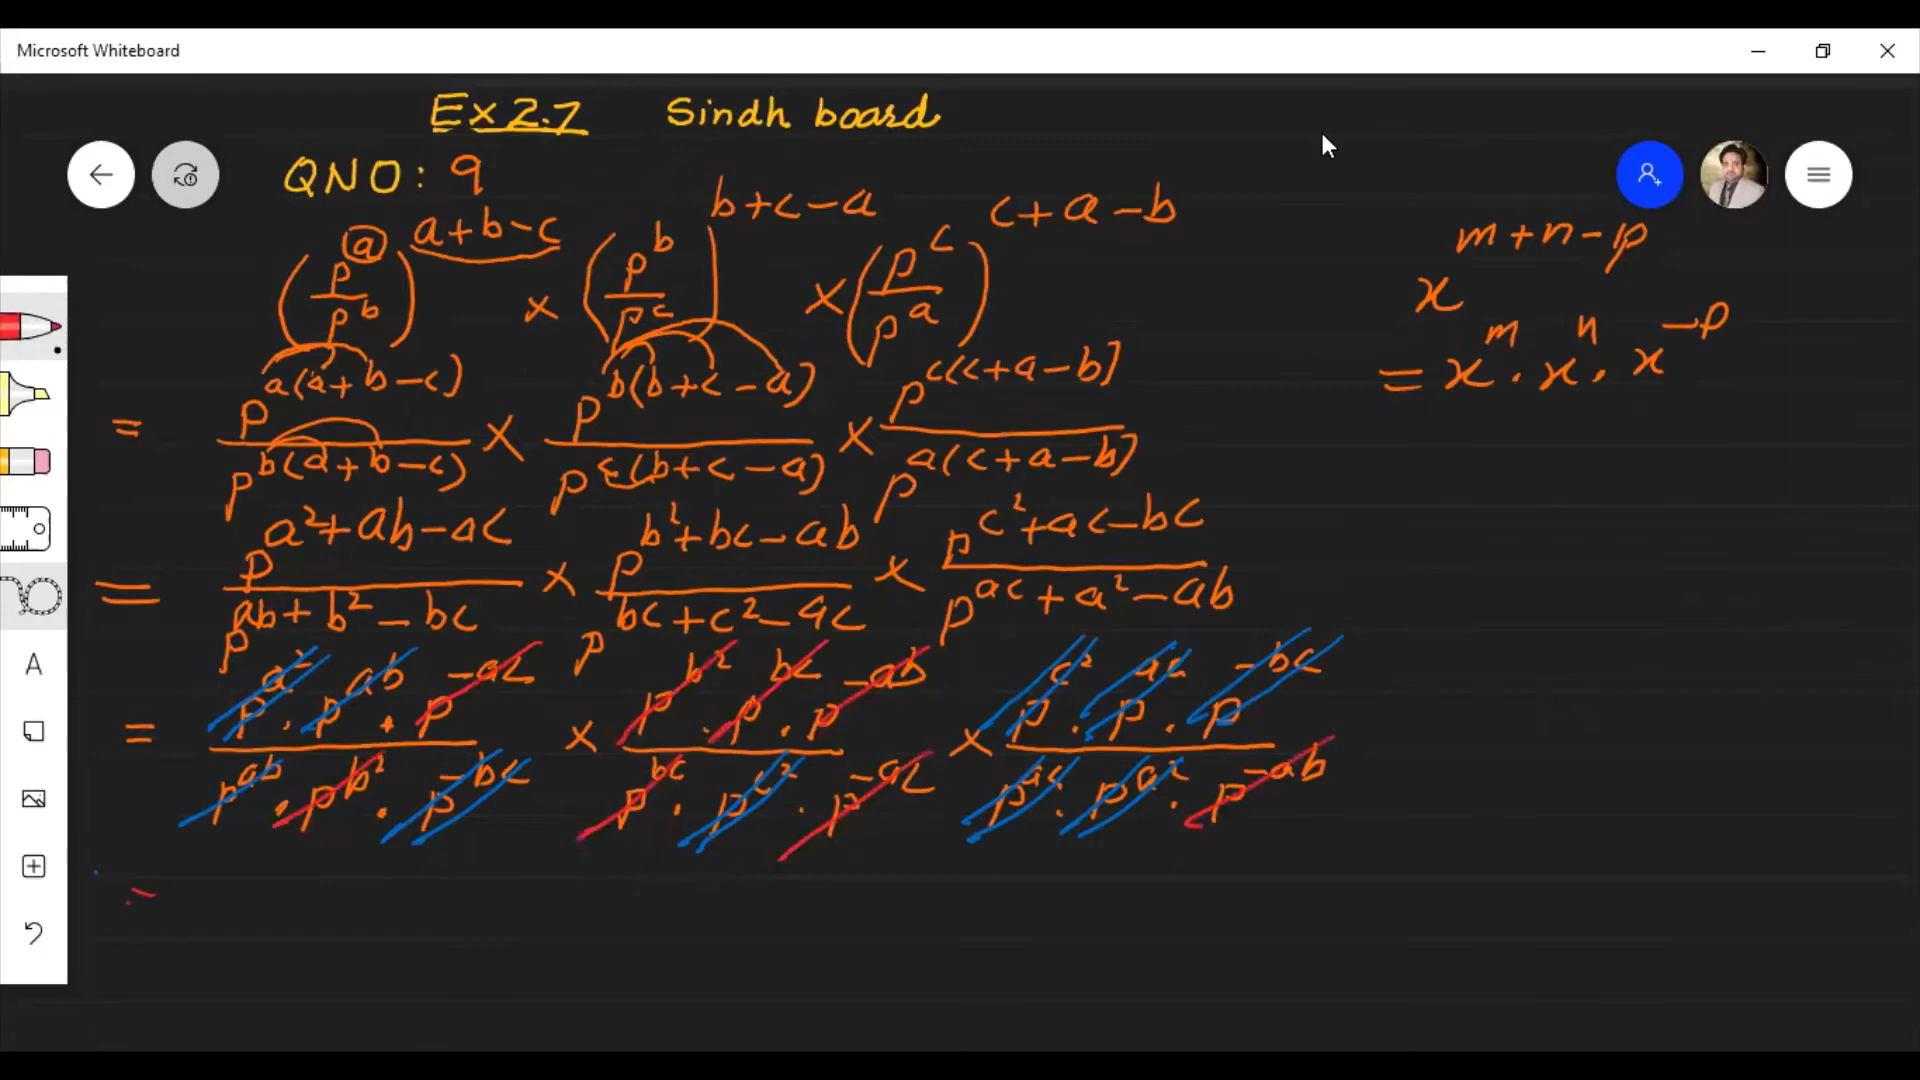 Microsoft Whiteboard
Ex 2.7 Sindh board
QNO: 9
(p^a/p^b)^(a+b-c) × (p^b/p^c)^(b+c-a) × (p^c/p^a)^(c+a-b)
x^(m+n-p)
= x^m . x^n . x^-p
= p^a(a+b-c)/p^b(a+b-c) × p^b(b+c-a)/p^c(b+c-a) × p^c(c+a-b]/p^a(c+a-b]
= p^(a²+ab-ac)/p^(ab+b²-bc) × p^(b²+bc-ab)/p^(bc+c²-ac) × p^(c²+ac-bc)/p^(ac+a²-ab)
= p^a² . p^ab . p^-ac/p^ab . p^b² . p^-bc × p^b² . p^bc . p^-ab/p^bc . p^c² . p^-ac × p^c² . p^ac . p^-bc/p^ac . p^a² . p^-ab
A